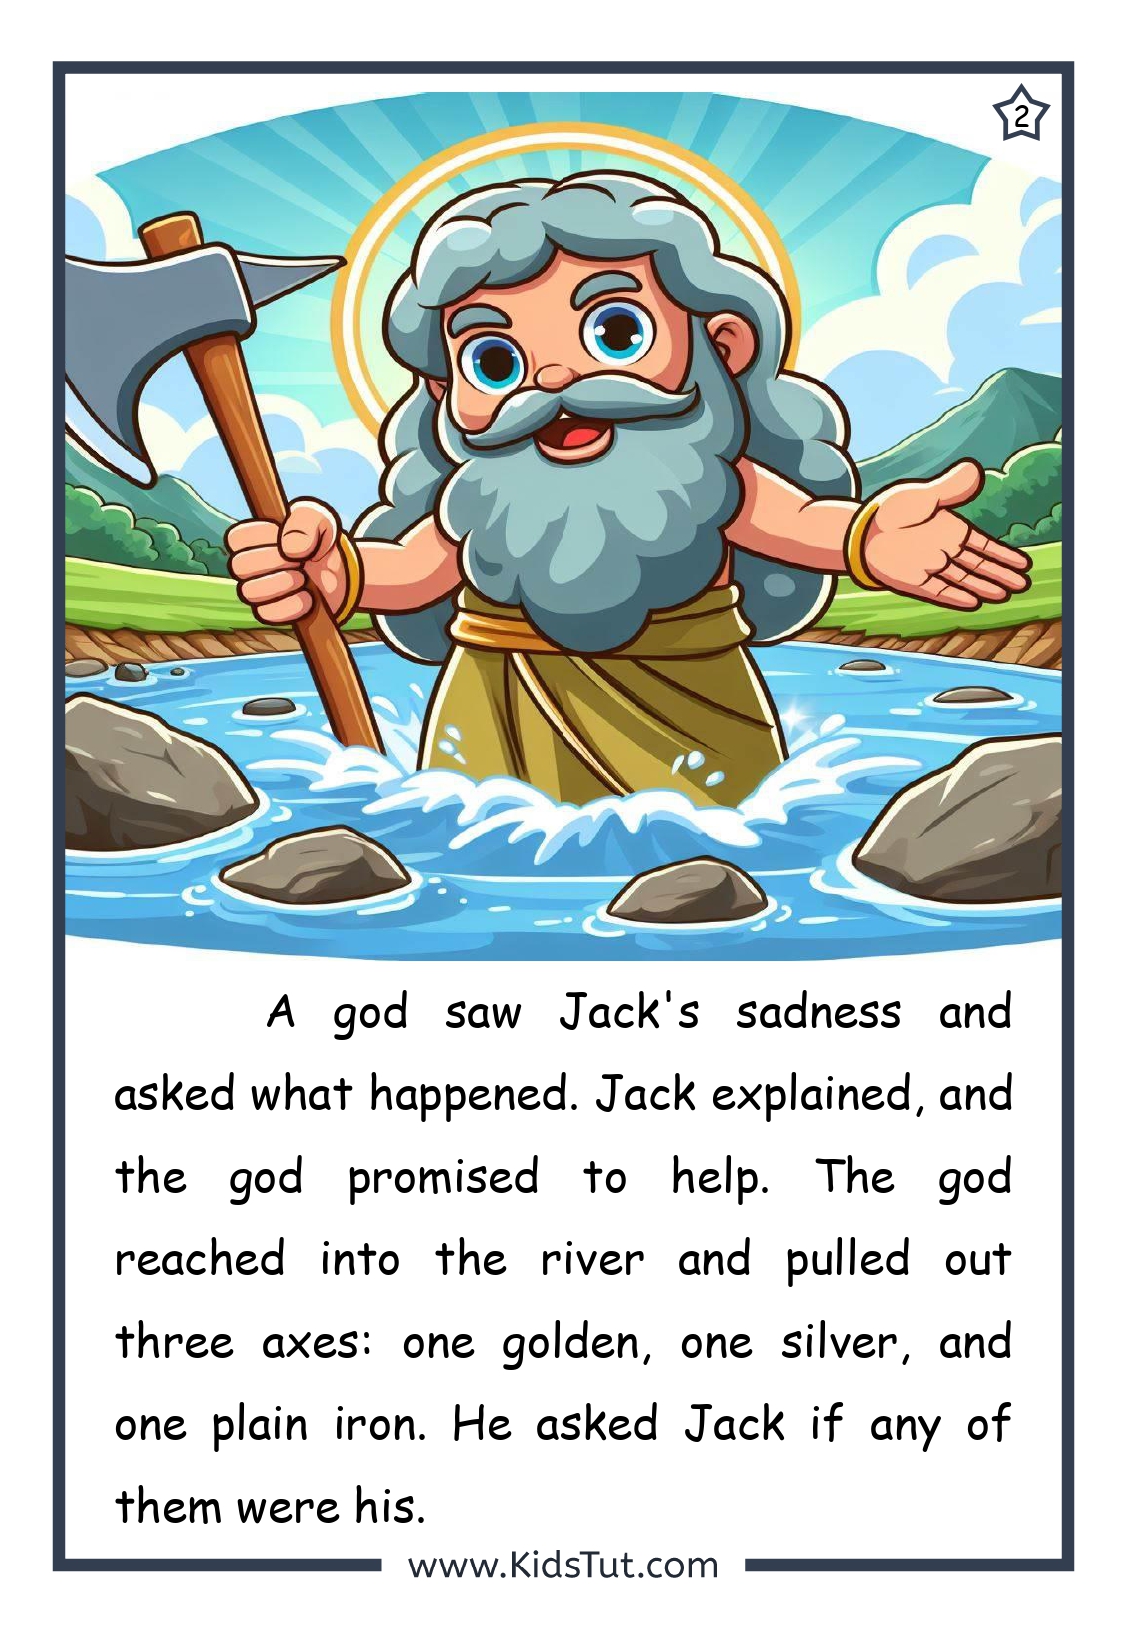 2
A god saw Jack's sadness and
asked what happened. Jack explained, and
the god promised to help. The god
reached into the river and pulled out
three axes: one golden, one silver, and
one plain iron. He asked Jack if any of
them were his.
www.KidsTut.com